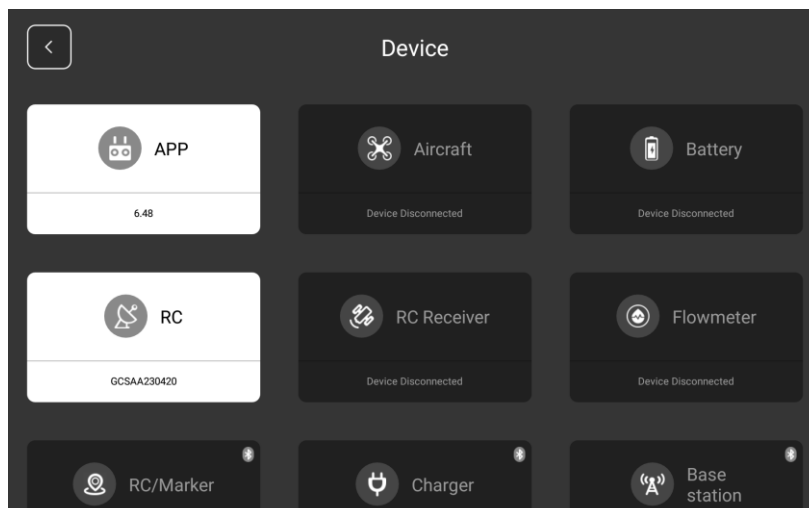 Device
APP
Aircraft
Battery
6.48
Device Disconnected
Device Disconnected
RC
RC Receiver
Flowmeter
GCSAA230420
Device Disconnected
Device Disconnected
RC/Marker
Charger
Base
station